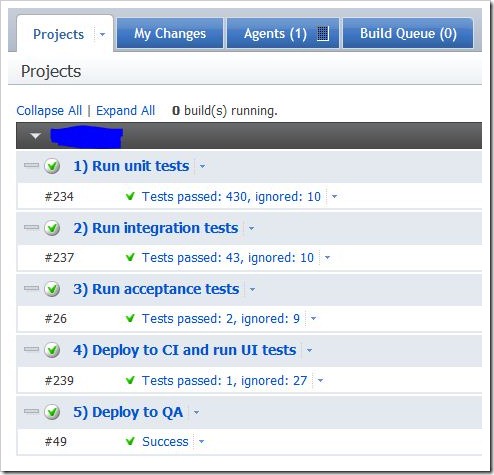 Projects My Changes Agents (1) Build Queue (0)
Projects
Collapse All | Expand All 0 build(s) running.
1) Run unit tests
#234 Tests passed: 430, ignored: 10
2) Run integration tests
#237 Tests passed: 43, ignored: 10
3) Run acceptance tests
#26 Tests passed: 2, ignored: 9
4) Deploy to CI and run UI tests
#239 Tests passed: 1, ignored: 27
5) Deploy to QA
#49 Success